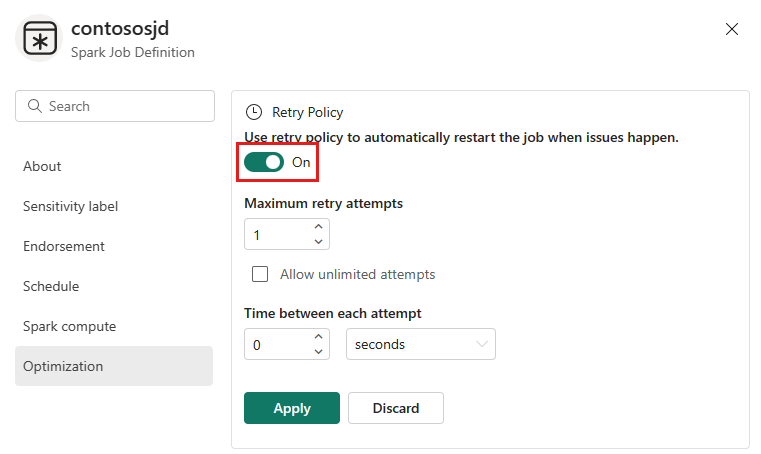 contososjd
Spark Job Definition
Search
About
Sensitivity label
Endorsement
Schedule
Spark compute
Optimization
Retry Policy
Use retry policy to automatically restart the job when issues happen.
On
Maximum retry attempts
1
Allow unlimited attempts
Time between each attempt
0 seconds
Apply Discard